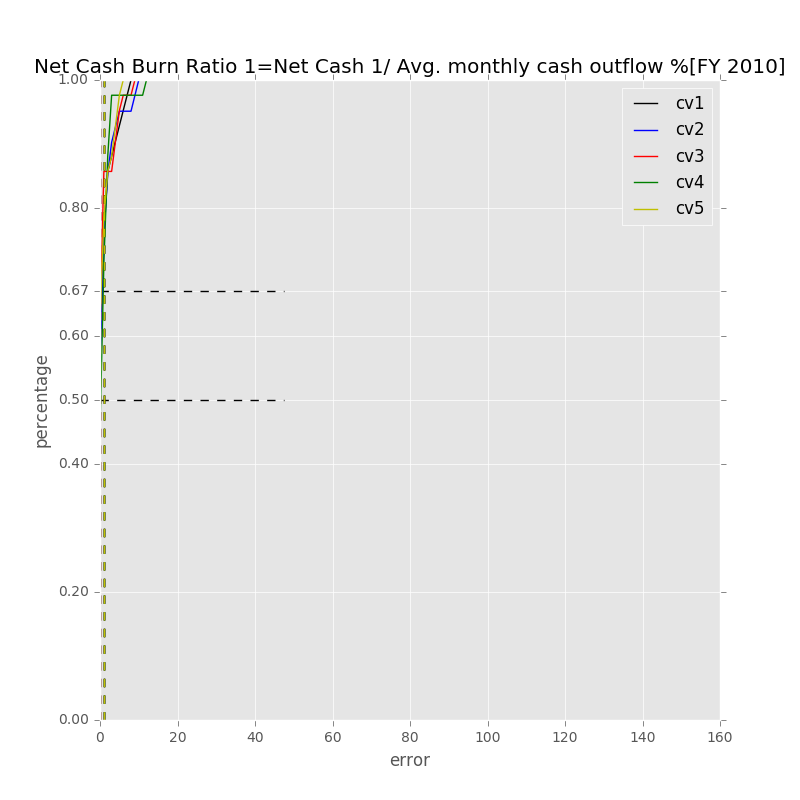 Net Cash Burn Ratio 1=Net Cash 1/ Avg. monthly cash outflow %[FY 2010]
1.00
cv1
cv2
cv3
cv4
cv5
0.80
0.67
0.60
percentage
0.50
0.40
0.20
0.00
0 20 40 60 80 100 120 140 160
error